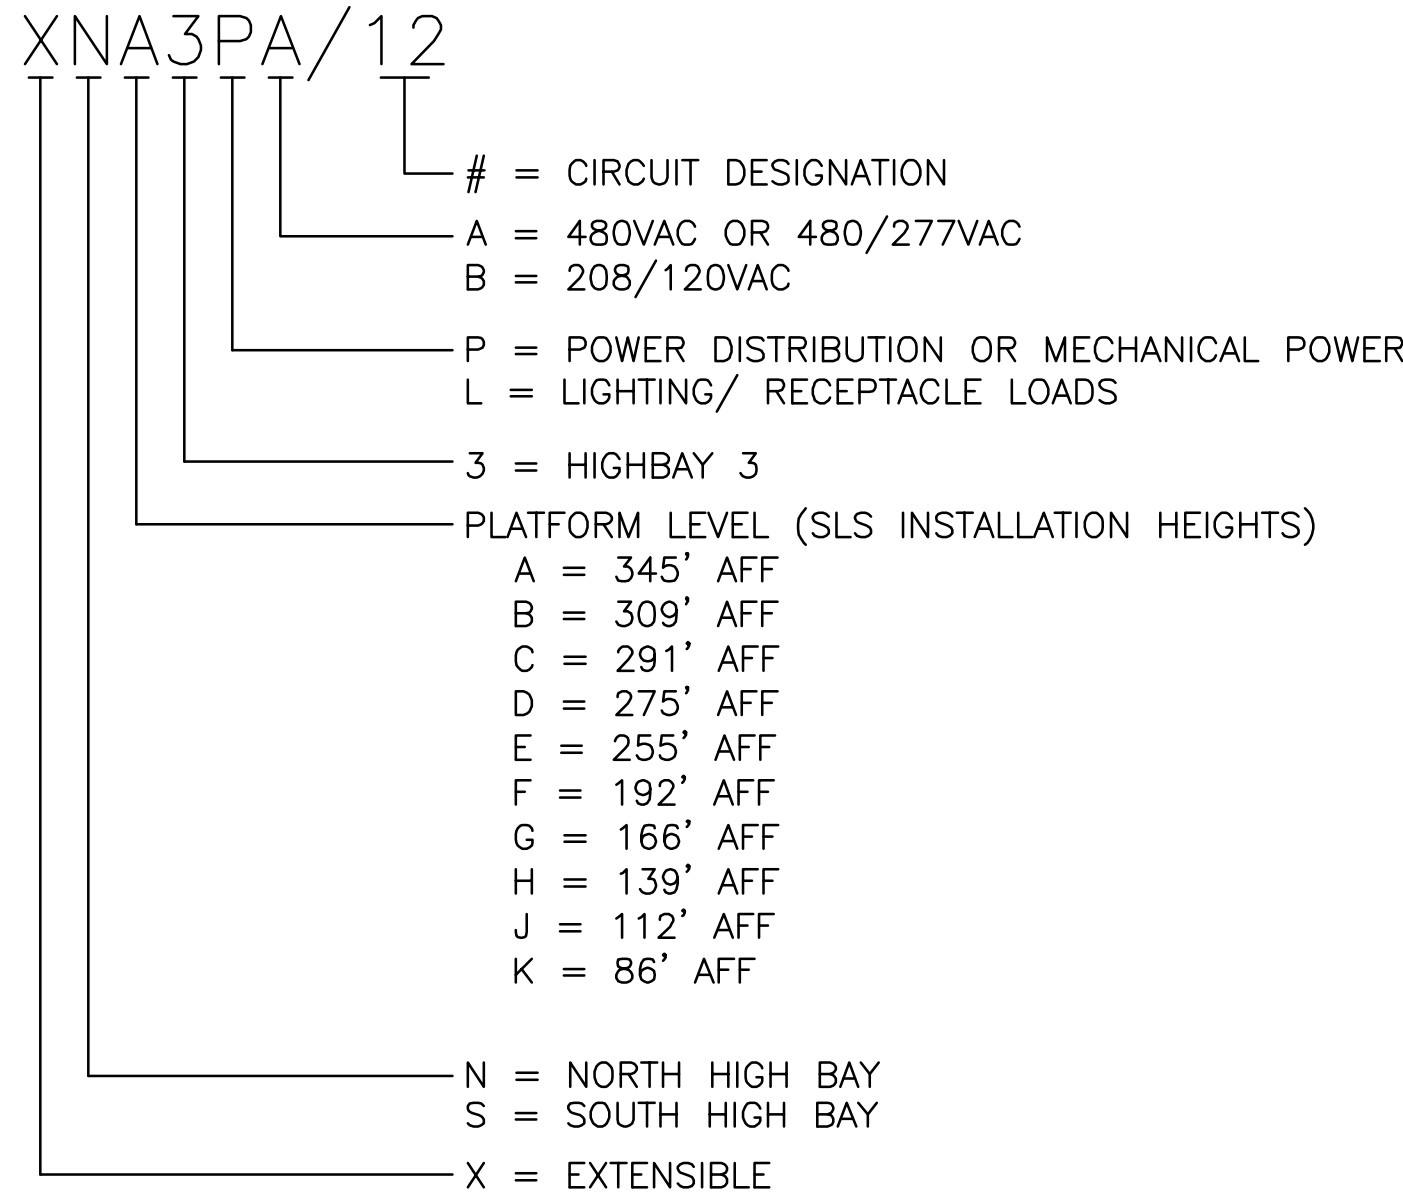 XNA3PA/12
# = CIRCUIT DESIGNATION
A = 480VAC OR 480/277VAC
B = 208/120VAC
P = POWER DISTRIBUTION OR MECHANICAL POWER
L = LIGHTING/ RECEPTACLE LOADS
3 = HIGHBAY 3
PLATFORM LEVEL (SLS INSTALLATION HEIGHTS)
A = 345' AFF
B = 309' AFF
C = 291' AFF
D = 275' AFF
E = 255' AFF
F = 192' AFF
G = 166' AFF
H = 139' AFF
J = 112' AFF
K = 86' AFF
N = NORTH HIGH BAY
S = SOUTH HIGH BAY
X = EXTENSIBLE